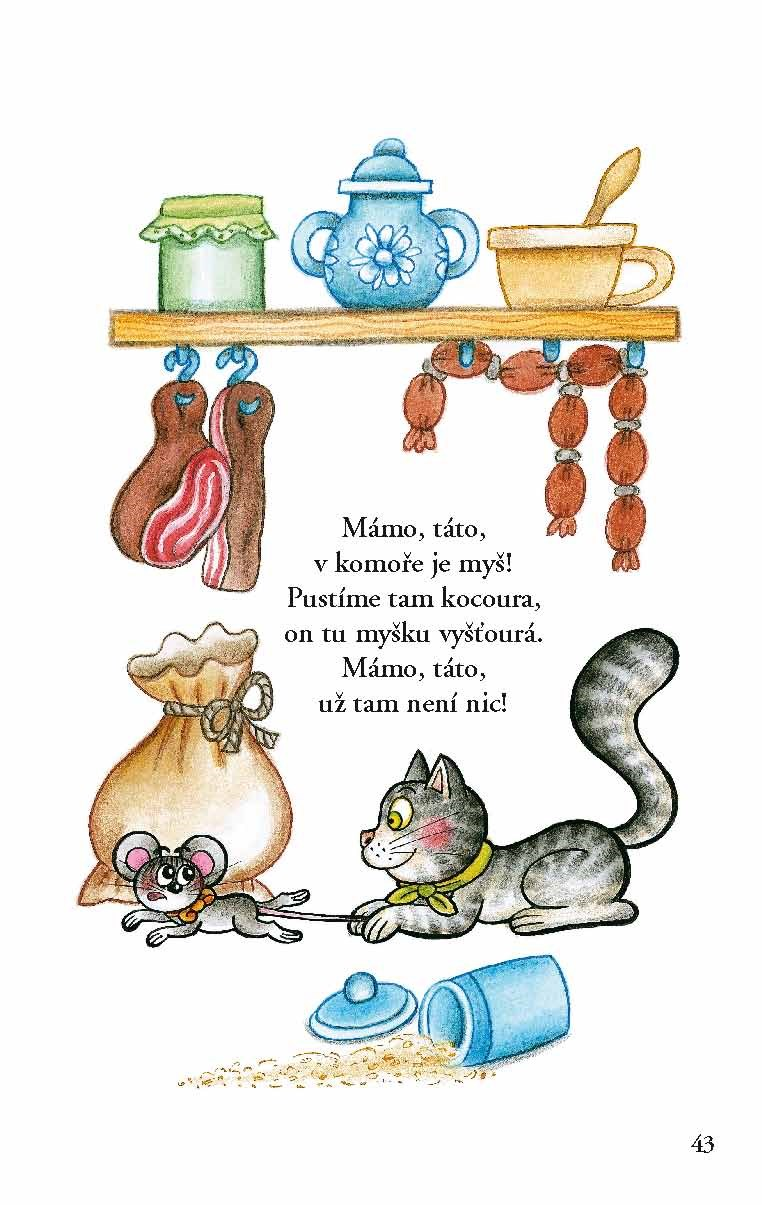 Mámo, táto,
v komoře je myš!
Pustíme tam kocoura,
on tu myšku vyšťourá.
Mámo, táto,
už tam není nic!
43